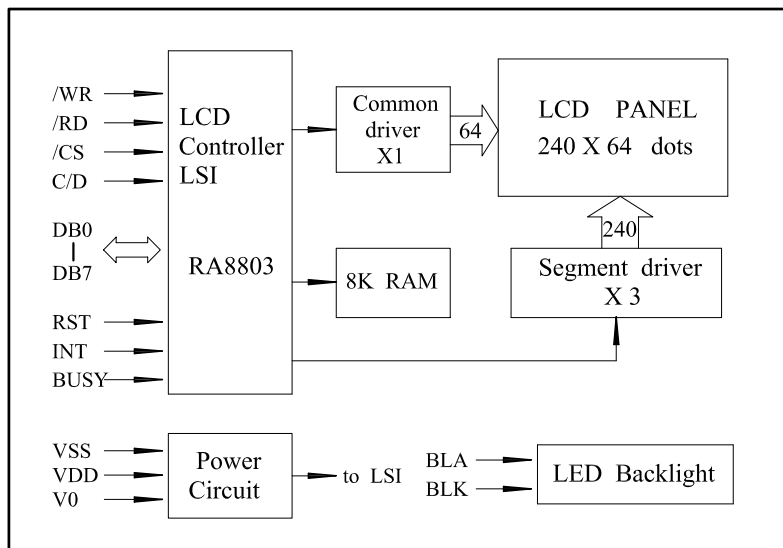 /WR
/RD
/CS
C/D
DB0
DB7
RST
INT
BUSY
LCD
Controller
LSI
RA8803
Common
driver
X1
64
LCD PANEL
240 X 64 dots
240
Segment driver
X 3
8K RAM
VSS
VDD
V0
Power
Circuit
to LSI
BLA
BLK
LED Backlight